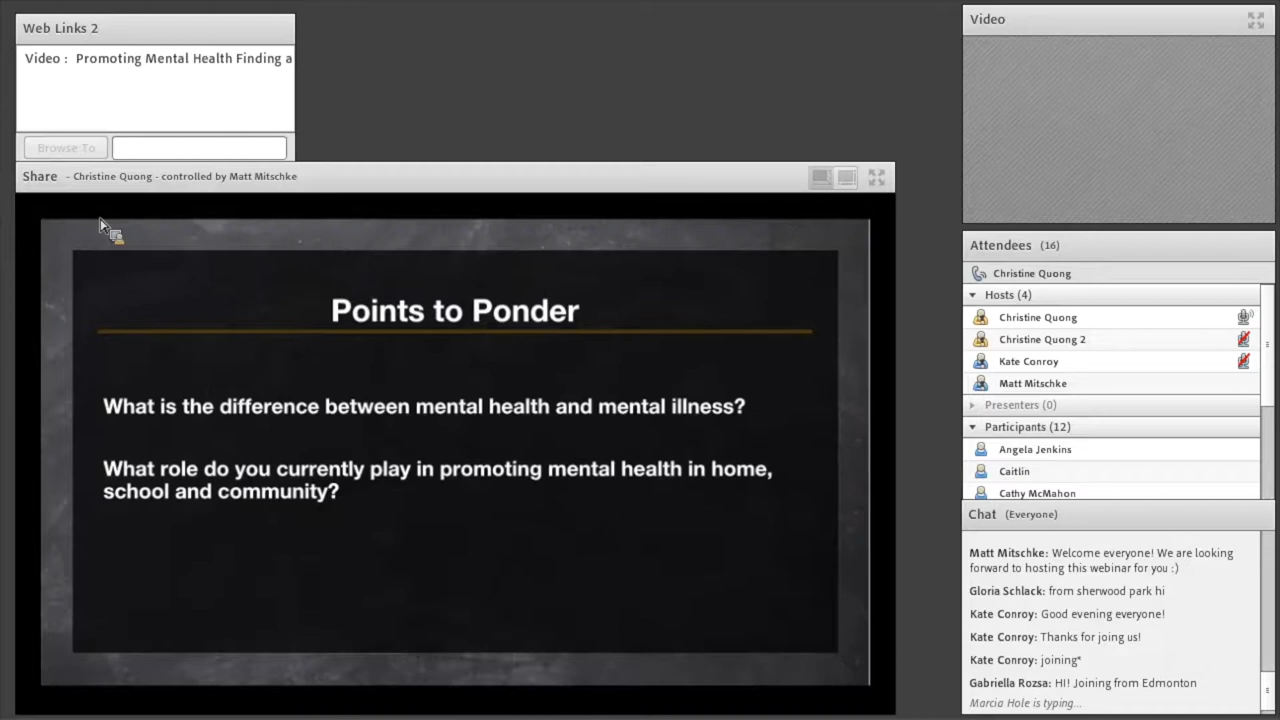 Web Links 2
Video : Promoting Mental Health Finding a
Browse To
Share - Christine Quong - controlled by Matt Mitschke
Points to Ponder
What is the difference between mental health and mental illness?
What role do you currently play in promoting mental health in home,
school and community?
Video
Attendees (16)
Christine Quong
Hosts (4)
Christine Quong
Christine Quong 2
Kate Conroy
Matt Mitschke
Presenters (0)
Participants (12)
Angela Jenkins
Caitlin
Cathy McMahon
Chat (Everyone)
Matt Mitschke: Welcome everyone! We are looking
forward to hosting this webinar for you :)
Gloria Schlack: from sherwood park hi
Kate Conroy: Good evening everyone!
Kate Conroy: Thanks for joing us!
Kate Conroy: joining*
Gabriella Rozsa: HI! Joining from Edmonton
Marcia Hole is typing...